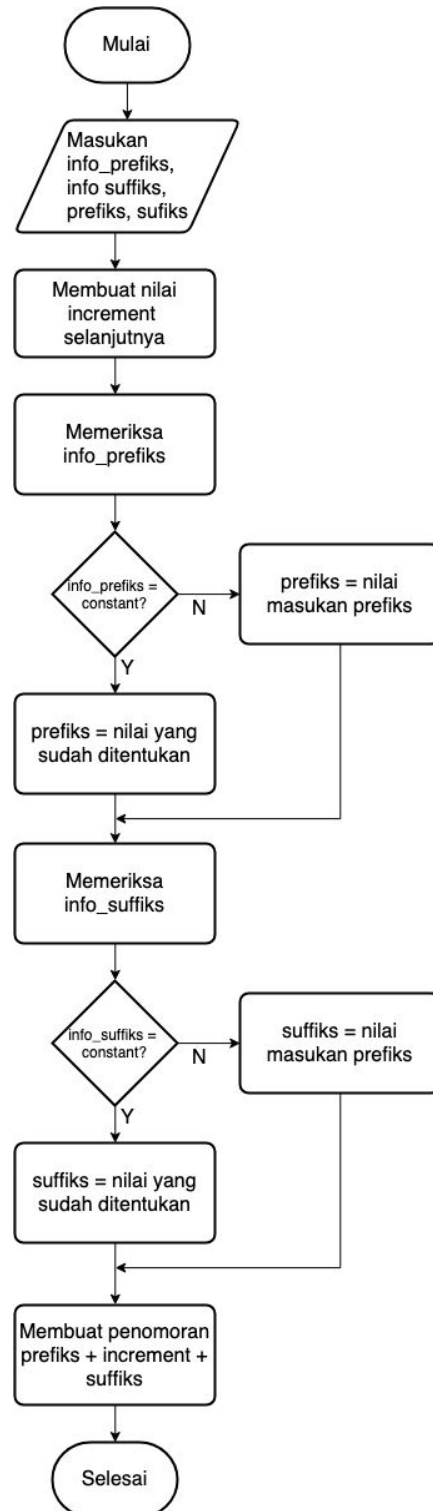 Mulai
Masukan
info_prefiks,
info suffiks,
prefiks, sufiks
Membuat nilai
increment
selanjutnya
Memeriksa
info_prefiks
info_prefiks =
constant?
N
prefiks = nilai
masukan prefiks
Y
prefiks = nilai yang
sudah ditentukan
Memeriksa
info_suffiks
info_suffiks =
constant?
N
suffiks = nilai
masukan prefiks
Y
suffiks = nilai yang
sudah ditentukan
Membuat penomoran
prefiks + increment +
suffiks
Selesai